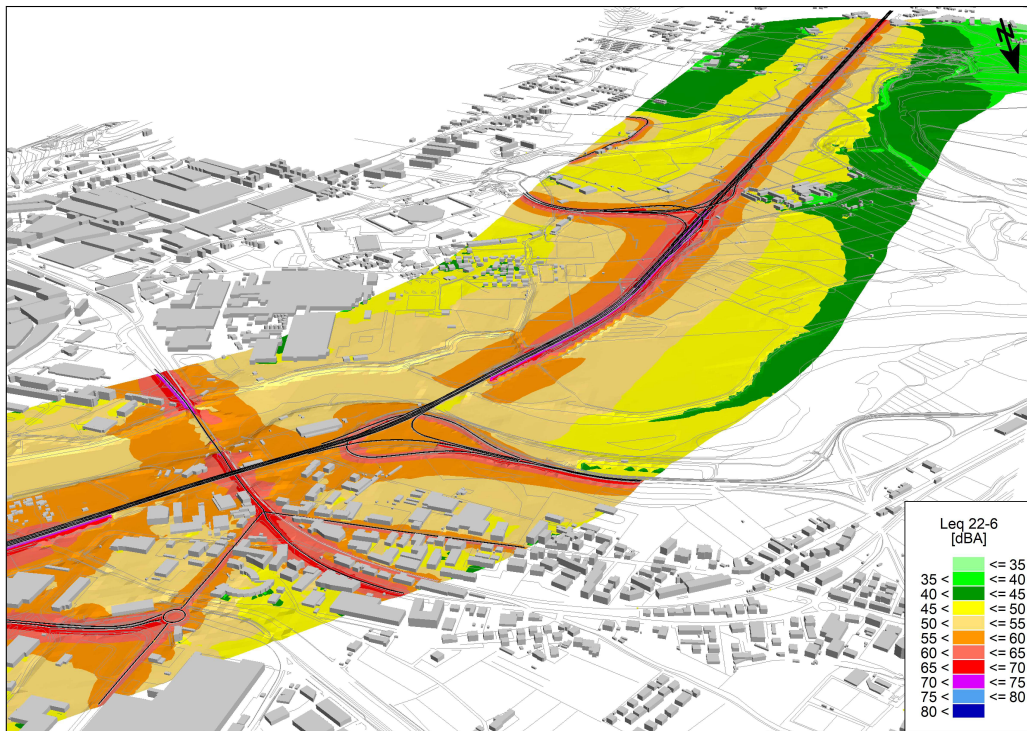 N
Leq 22-6
[dBA]
<= 35
35 < <= 40
40 < <= 45
45 < <= 50
50 < <= 55
55 < <= 60
60 < <= 65
65 < <= 70
70 < <= 75
75 < <= 80
80 <